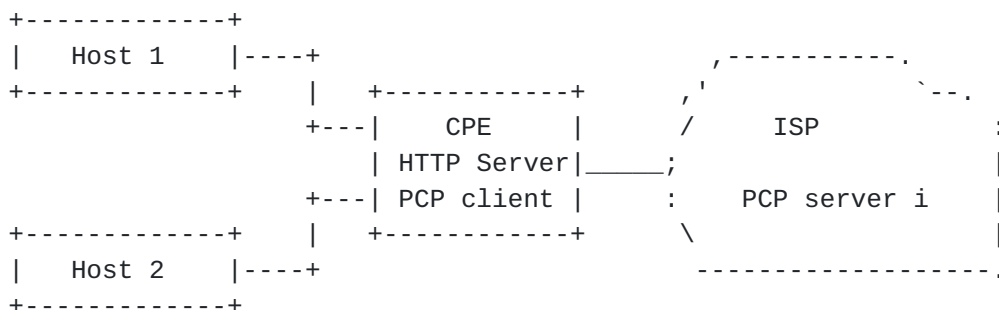 Host 1
CPE ISP
HTTP Server
PCP client PCP server i
Host 2